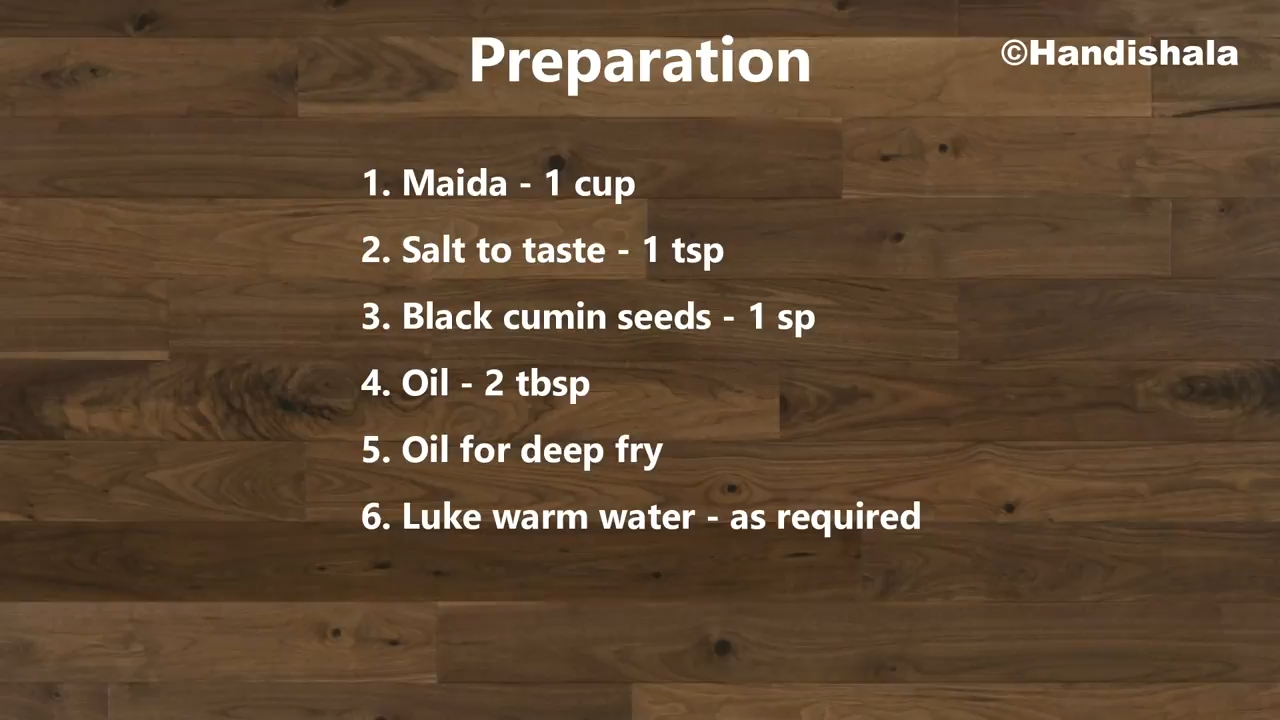 Preparation
©Handishala
1. Maida - 1 cup
2. Salt to taste - 1 tsp
3. Black cumin seeds - 1 sp
4. Oil - 2 tbsp
5. Oil for deep fry
6. Luke warm water - as required